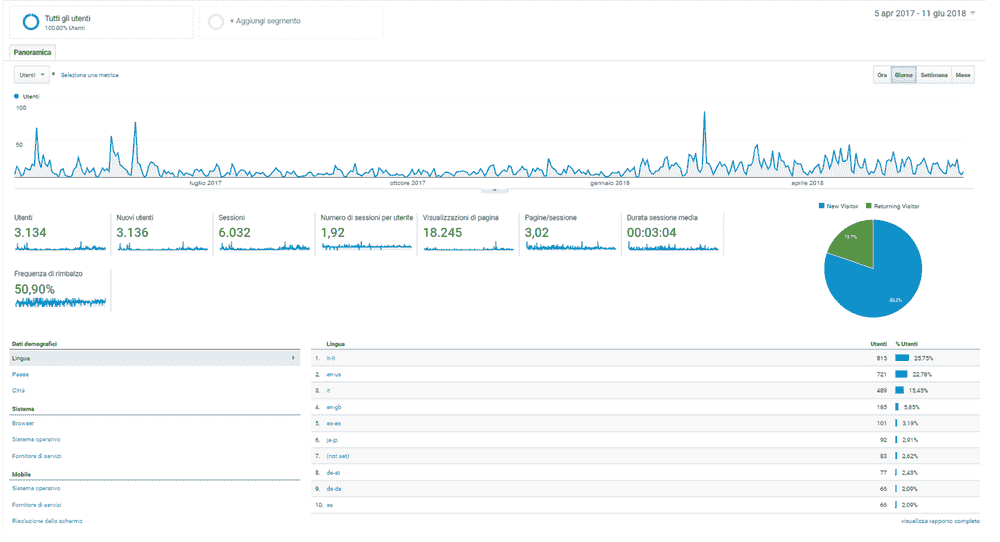 Tutti gli utenti
100,00% Utenti
+ Aggiungi segmento
5 apr 2017 - 11 giu 2018
Panoramica
Utenti
Seleziona una metrica
Ora Giorno Settimana Mese
Utenti
100
50
luglio 2017 ottobre 2017 gennaio 2018 aprile 2018
New Visitor Returning Visitor
Utenti Nuovi utenti Sessioni Numero di sessioni per utente Visualizzazioni di pagina Pagine/sessione Durata sessione media
3.134 3.136 6.032 1,92 18.245 3,02 00:03:04
Frequenza di rimbalzo
50,90%
Dati demografici
Lingua
Paese
Città
Sistema
Browser
Sistema operativo
Fornitore di servizi
Mobile
Sistema operativo
Fornitore di servizi
Risoluzione dello schermo
Lingua Utenti % Utenti
1. it-it 815 25,75%
2. en-us 721 22,78%
3. it 489 15,45%
4. en-gb 185 5,85%
5. es-es 101 3,19%
6. ja-jp 92 2,91%
7. (not set) 83 2,62%
8. de-at 77 2,43%
9. de-de 66 2,09%
10. es 66 2,09%
visualizza rapporto completo